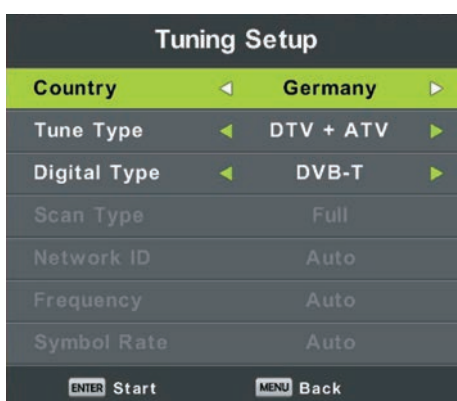 Tuning Setup
Country Germany
Tune Type DTV + ATV
Digital Type DVB-T
Scan Type Full
Network ID Auto
Frequency Auto
Symbol Rate Auto
ENTER Start MENU Back